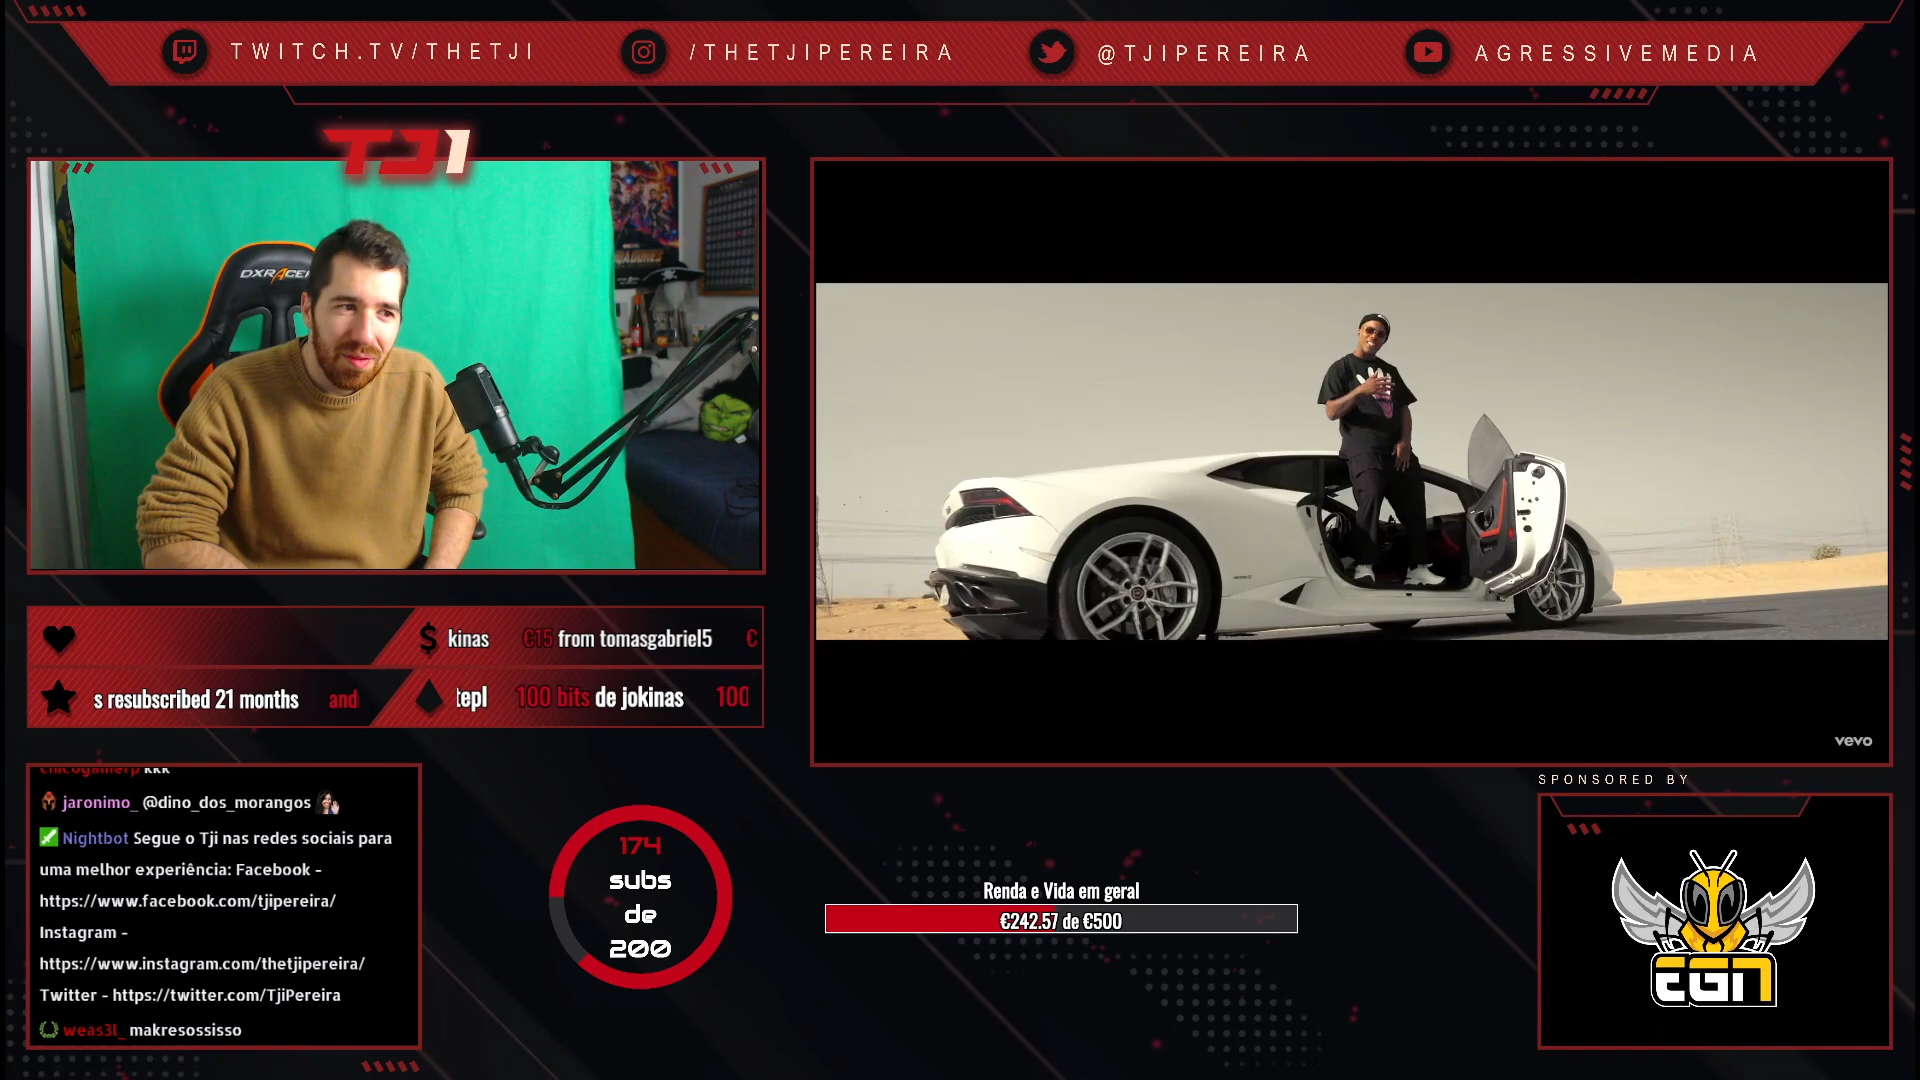 TWITCH.TV/THETJI
/THETJIPEREIRA
@TJIPEREIRA
AGRESSIVEMEDIA
TJ1
DXRACER
kinas €15 from tomasgabriel5 €
s resubscribed 21 months and
tepl 100 bits de jokinas 100
vevo
SPONSORED BY
chicogamerp kkk
jaronimo_ @dino_dos_morangos
Nightbot Segue o Tji nas redes sociais para
uma melhor experiência: Facebook -
https://www.facebook.com/tjipereira/
Instagram -
https://www.instagram.com/thetjipereira/
Twitter - https://twitter.com/TjiPereira
weas3l_ makresossisso
174
subs
de
200
Renda e Vida em geral
€242.57 de €500
EGN